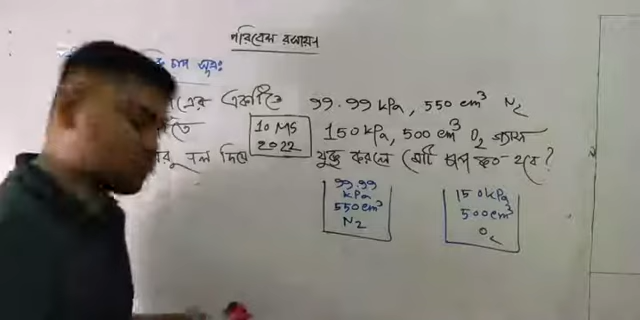 পরিবেশ রসায়ন
চাপ সূত্রঃ
একটিতে 99.99 kPa, 550 cm³ N₂
10 MS
2022
150 kPa, 500 cm³ O₂ গ্যাস
নল দিয়ে যুক্ত করলে মোট চাপ কত হবে?
99.99
kPa
550 cm³
N₂
150 kPa
500 cm³
O₂